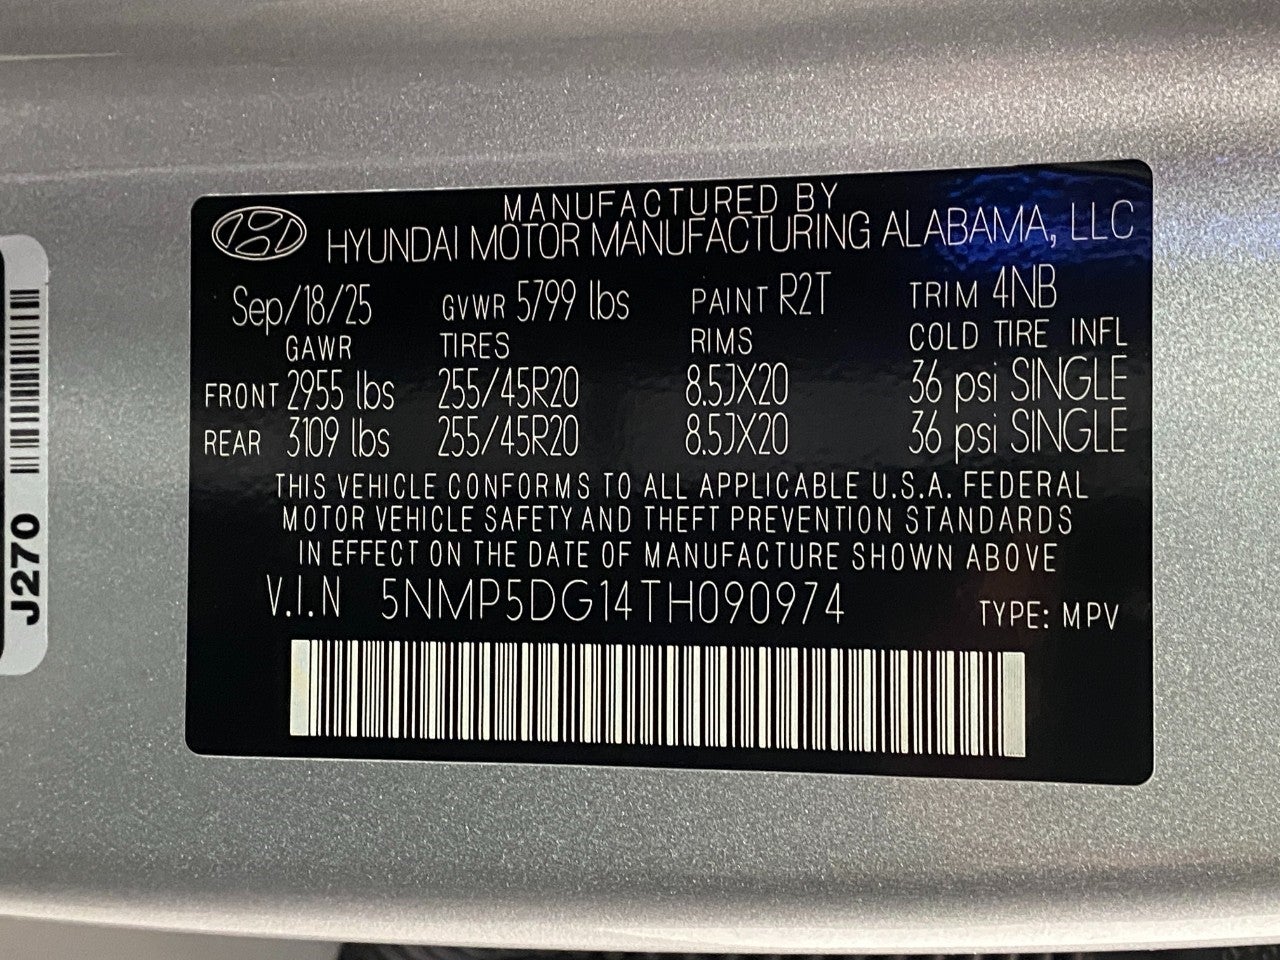 MANUFACTURED BY
HYUNDAI MOTOR MANUFACTURING ALABAMA, LLC
Sep/18/25 GVWR 5799 lbs PAINT R2T TRIM 4NB
GAWR TIRES RIMS COLD TIRE INFL
FRONT 2955 lbs 255/45R20 8.5JX20 36 psi SINGLE
REAR 3109 lbs 255/45R20 8.5JX20 36 psi SINGLE
THIS VEHICLE CONFORMS TO ALL APPLICABLE U.S.A. FEDERAL
MOTOR VEHICLE SAFETY AND THEFT PREVENTION STANDARDS
IN EFFECT ON THE DATE OF MANUFACTURE SHOWN ABOVE
V.I.N 5NMP5DG14TH090974 TYPE: MPV
J270